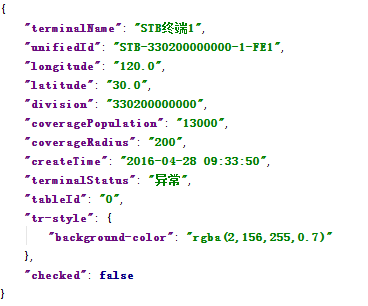 {
"terminalName": "STB终端1",
"unifiedId": "STB-330200000000-1-FE1",
"longitude": "120.0",
"latitude": "30.0",
"division": "330200000000",
"coveragePopulation": "13000",
"coverageRadius": "200",
"createTime": "2016-04-28 09:33:50",
"terminalStatus": "异常",
"tableId": "0",
"tr-style": {
"background-color": "rgba(2,156,255,0.7)"
},
"checked": false
}